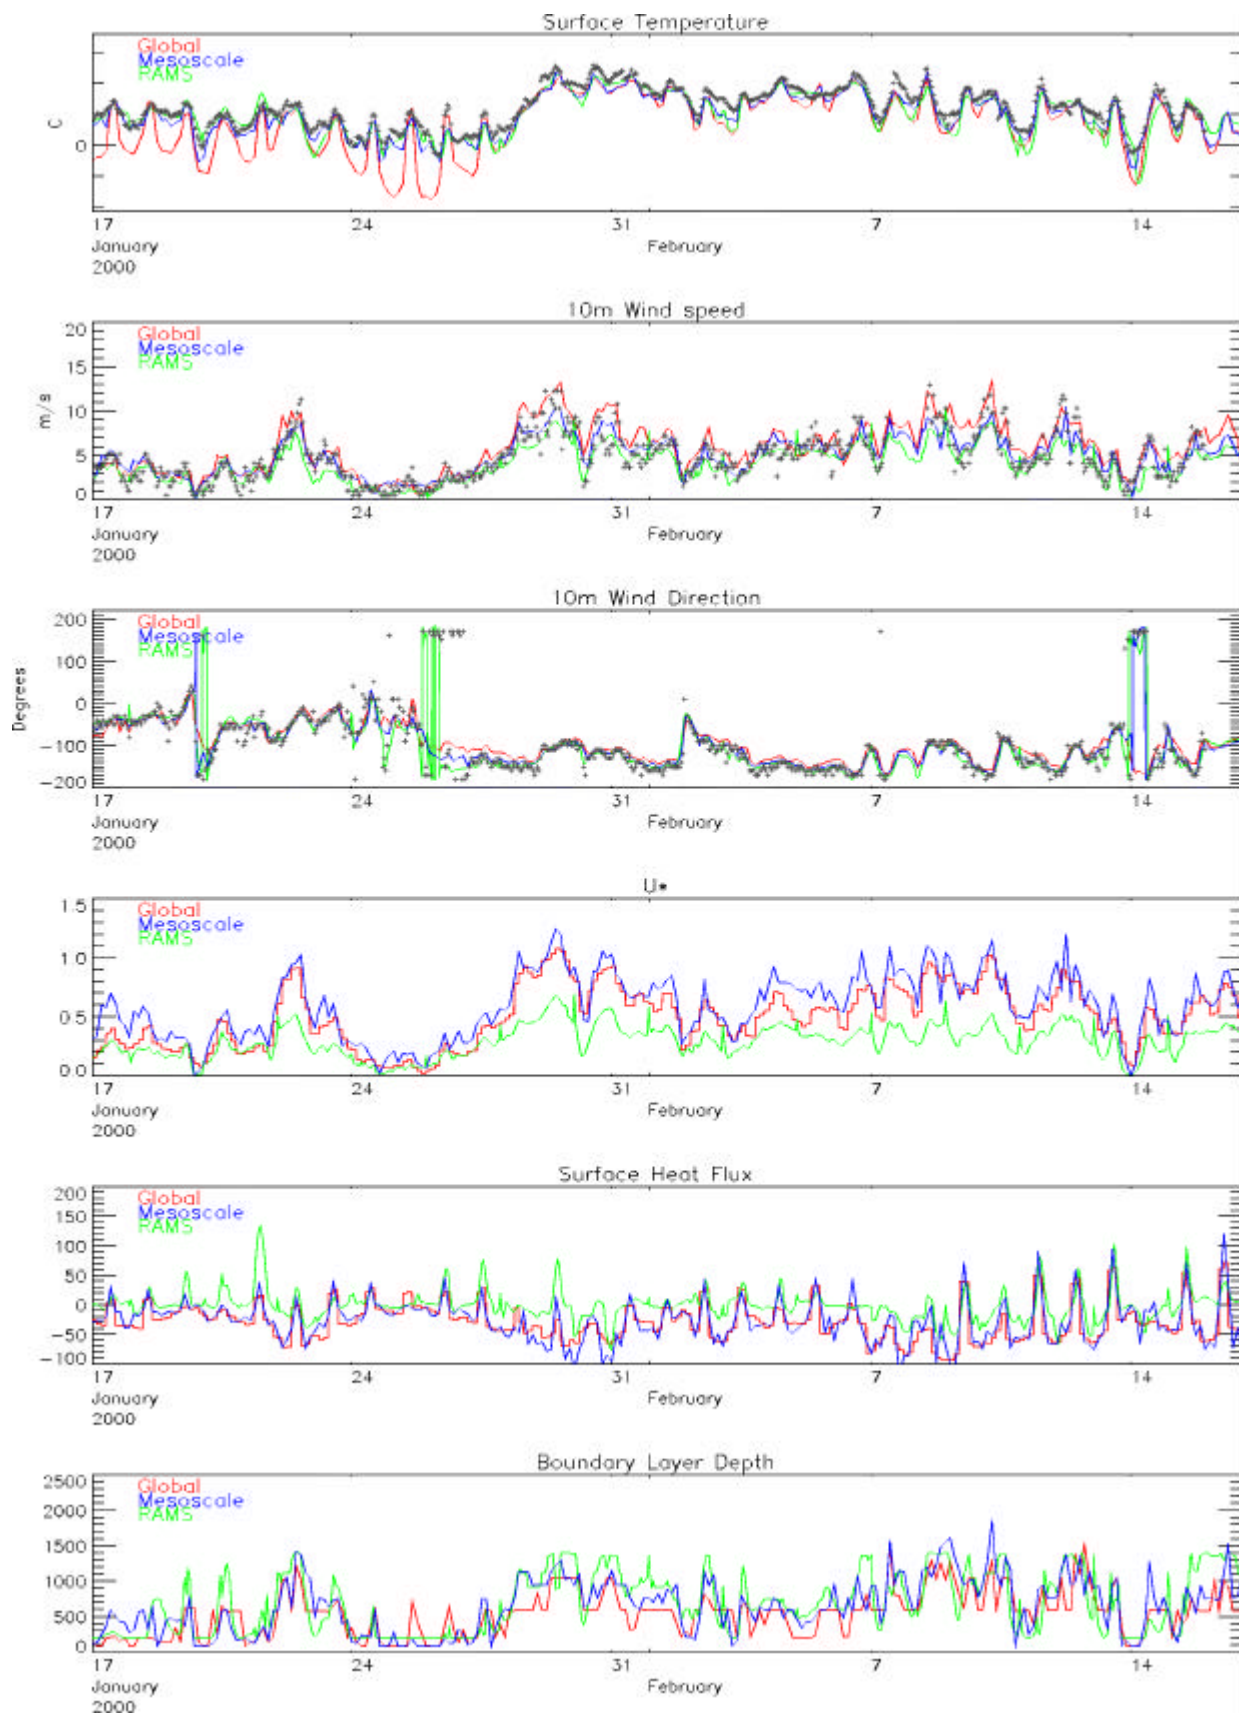 Surface Temperature
Global
Mesoscale
RAMS
C
0
17 24 31 7 14
January February
2000
10m Wind speed
Global
Mesoscale
RAMS
m/s
20
15
10
5
0
17 24 31 7 14
January February
2000
10m Wind Direction
Global
Mesoscale
RAMS
Degrees
200
100
0
-100
-200
17 24 31 7 14
January February
2000
U*
Global
Mesoscale
RAMS
1.5
1.0
0.5
0.0
17 24 31 7 14
January February
2000
Surface Heat Flux
Global
Mesoscale
RAMS
200
150
100
50
0
-50
-100
17 24 31 7 14
January February
2000
Boundary Layer Depth
Global
Mesoscale
RAMS
2500
2000
1500
1000
500
0
17 24 31 7 14
January February
2000